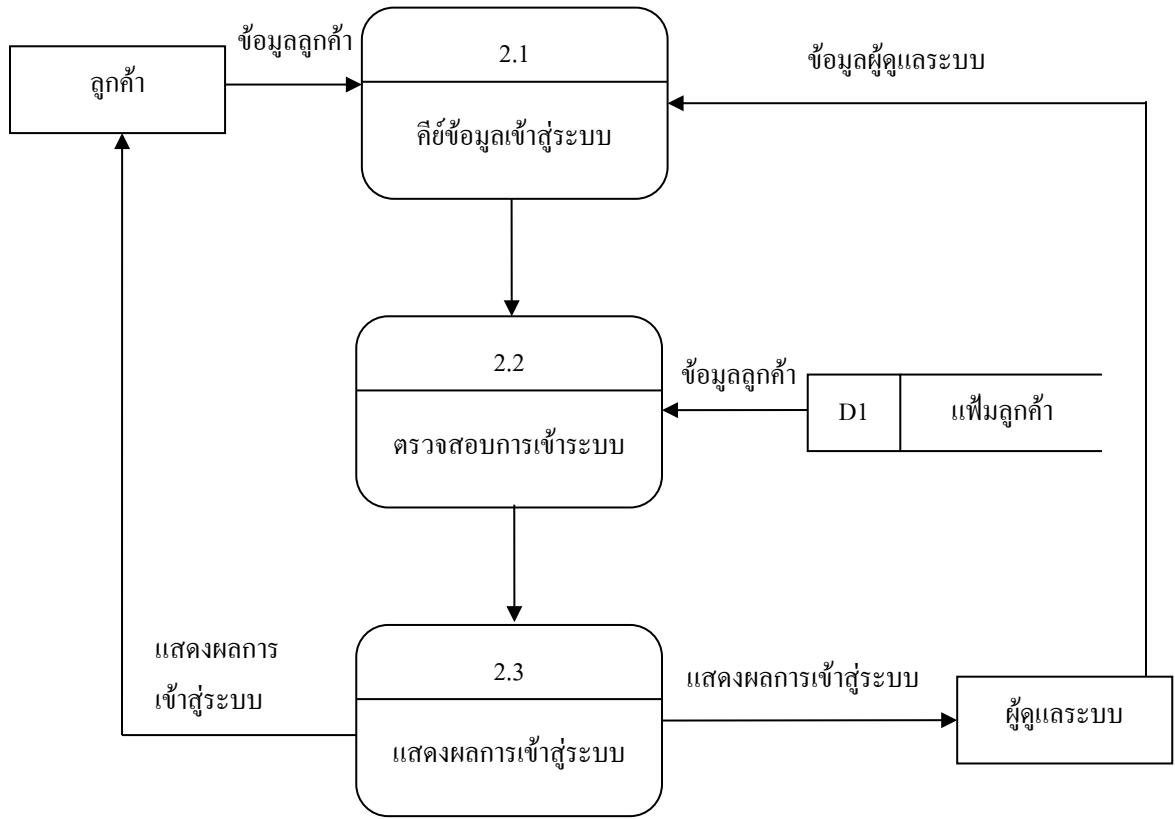 ข้อมูลลูกค้า
2.1
ข้อมูลผู้ดูแลระบบ
ลูกค้า
คีย์ข้อมูลเข้าสู่ระบบ
2.2
ข้อมูลลูกค้า
D1
แฟ้มลูกค้า
ตรวจสอบการเข้าระบบ
แสดงผลการ
เข้าสู่ระบบ
2.3
แสดงผลการเข้าสู่ระบบ
ผู้ดูแลระบบ
แสดงผลการเข้าสู่ระบบ